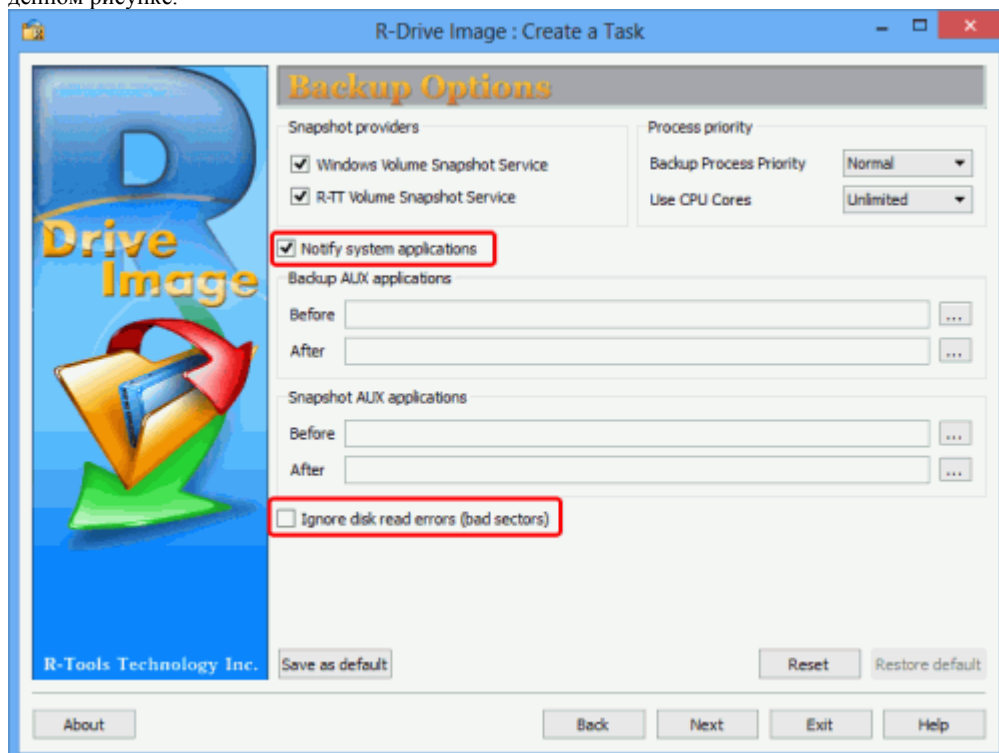 денном рисунке.
R-Drive Image : Create a Task
Drive
Image
R-Tools Technology Inc.
Backup Options
Snapshot providers
Windows Volume Snapshot Service
R-TT Volume Snapshot Service
Process priority
Backup Process Priority Normal
Use CPU Cores Unlimited
Notify system applications
Backup AUX applications
Before ...
After ...
Snapshot AUX applications
Before ...
After ...
Ignore disk read errors (bad sectors)
Save as default Reset Restore default
About Back Next Exit Help